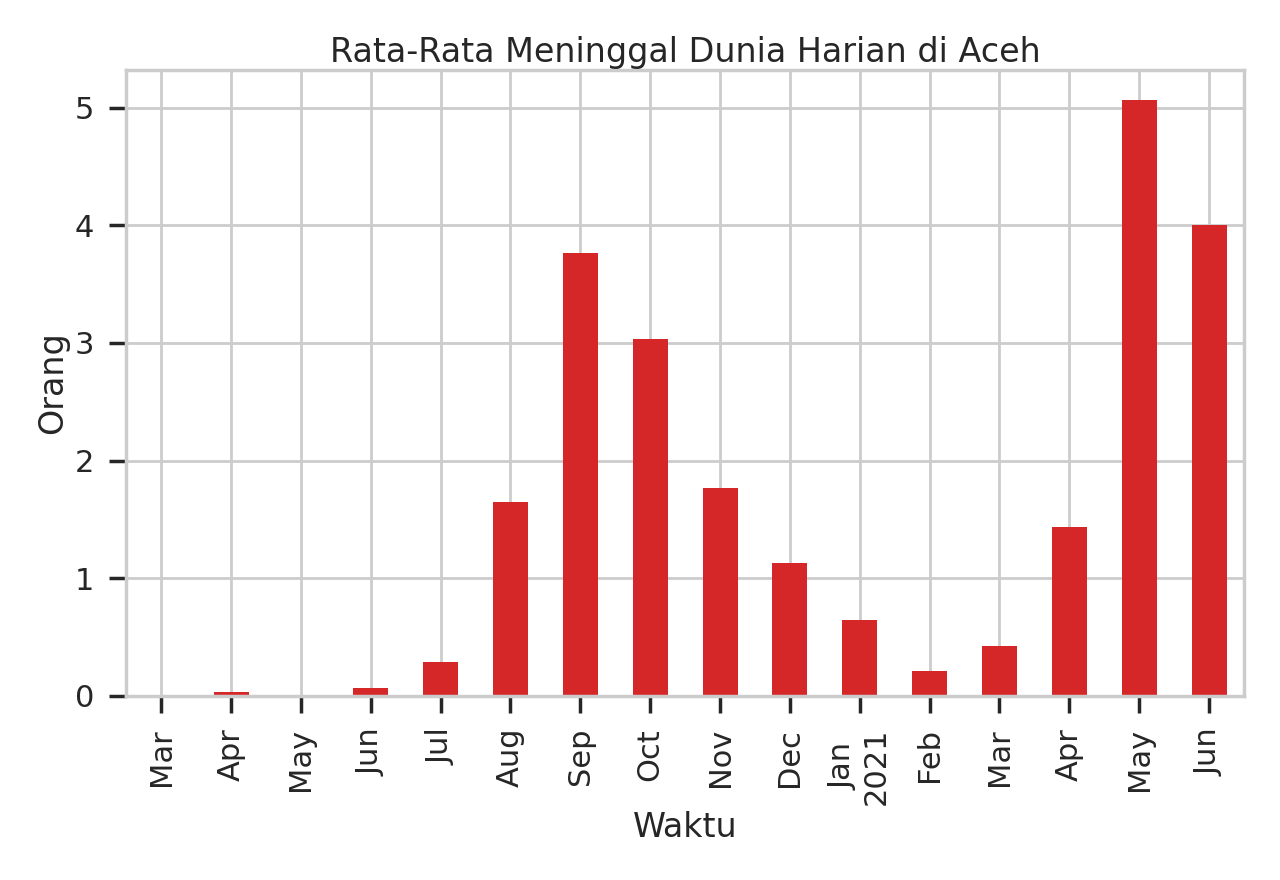 Rata-Rata Meninggal Dunia Harian di Aceh
Orang
5
4
3
2
1
0
Mar
Apr
May
Jun
Jul
Aug
Sep
Oct
Nov
Dec
Jan
2021
Feb
Mar
Apr
May
Jun
Waktu